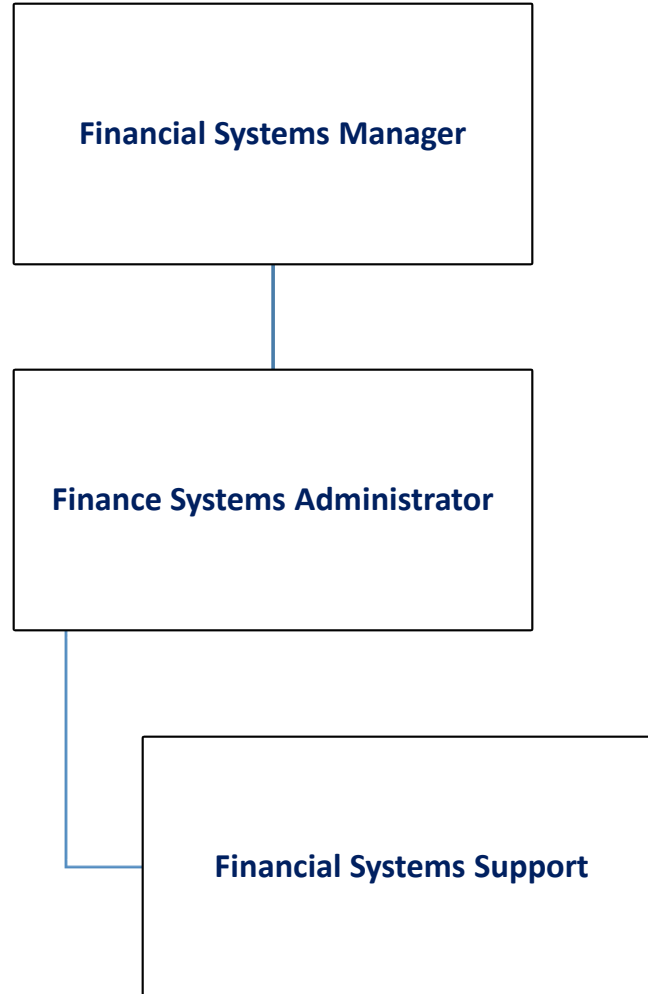 Financial Systems Manager
Finance Systems Administrator
Financial Systems Support